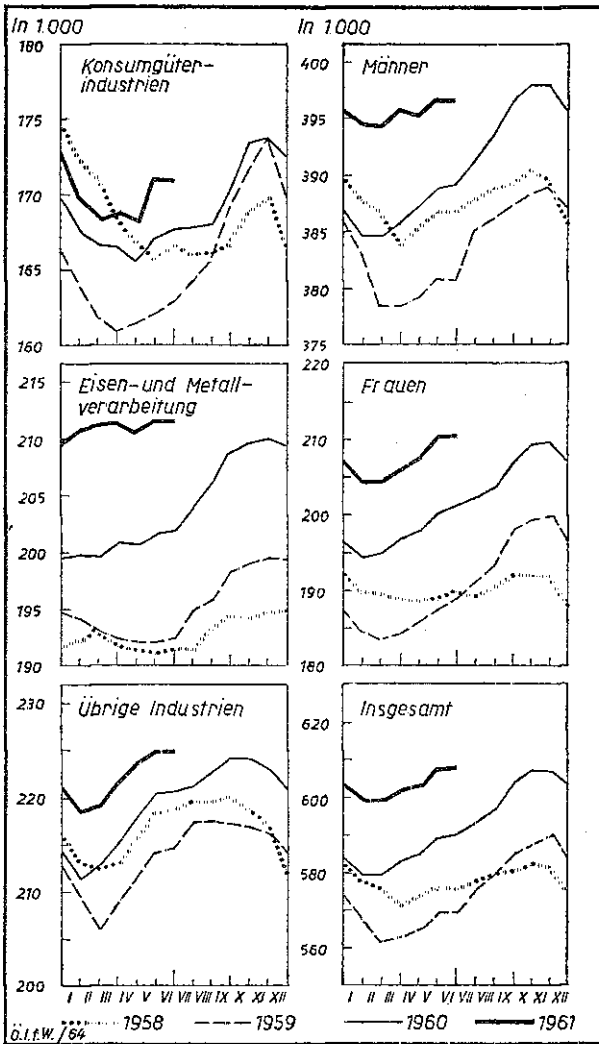 In 1.000
In 1.000
180
175
170
165
160
Konsumgüter-
industrien
400
395
390
385
380
375
Männer
210
205
200
195
190
Eisen- und Metall-
verarbeitung
220
210
200
190
180
Frauen
230
220
210
200
Übrige Industrien
620
600
580
560
Insgesamt
I II III IV V VI VII VIII IX X XI XII
I II III IV V VI VII VIII IX X XI XII
1958 1959 1960 1961
Ö.I.f.W./64